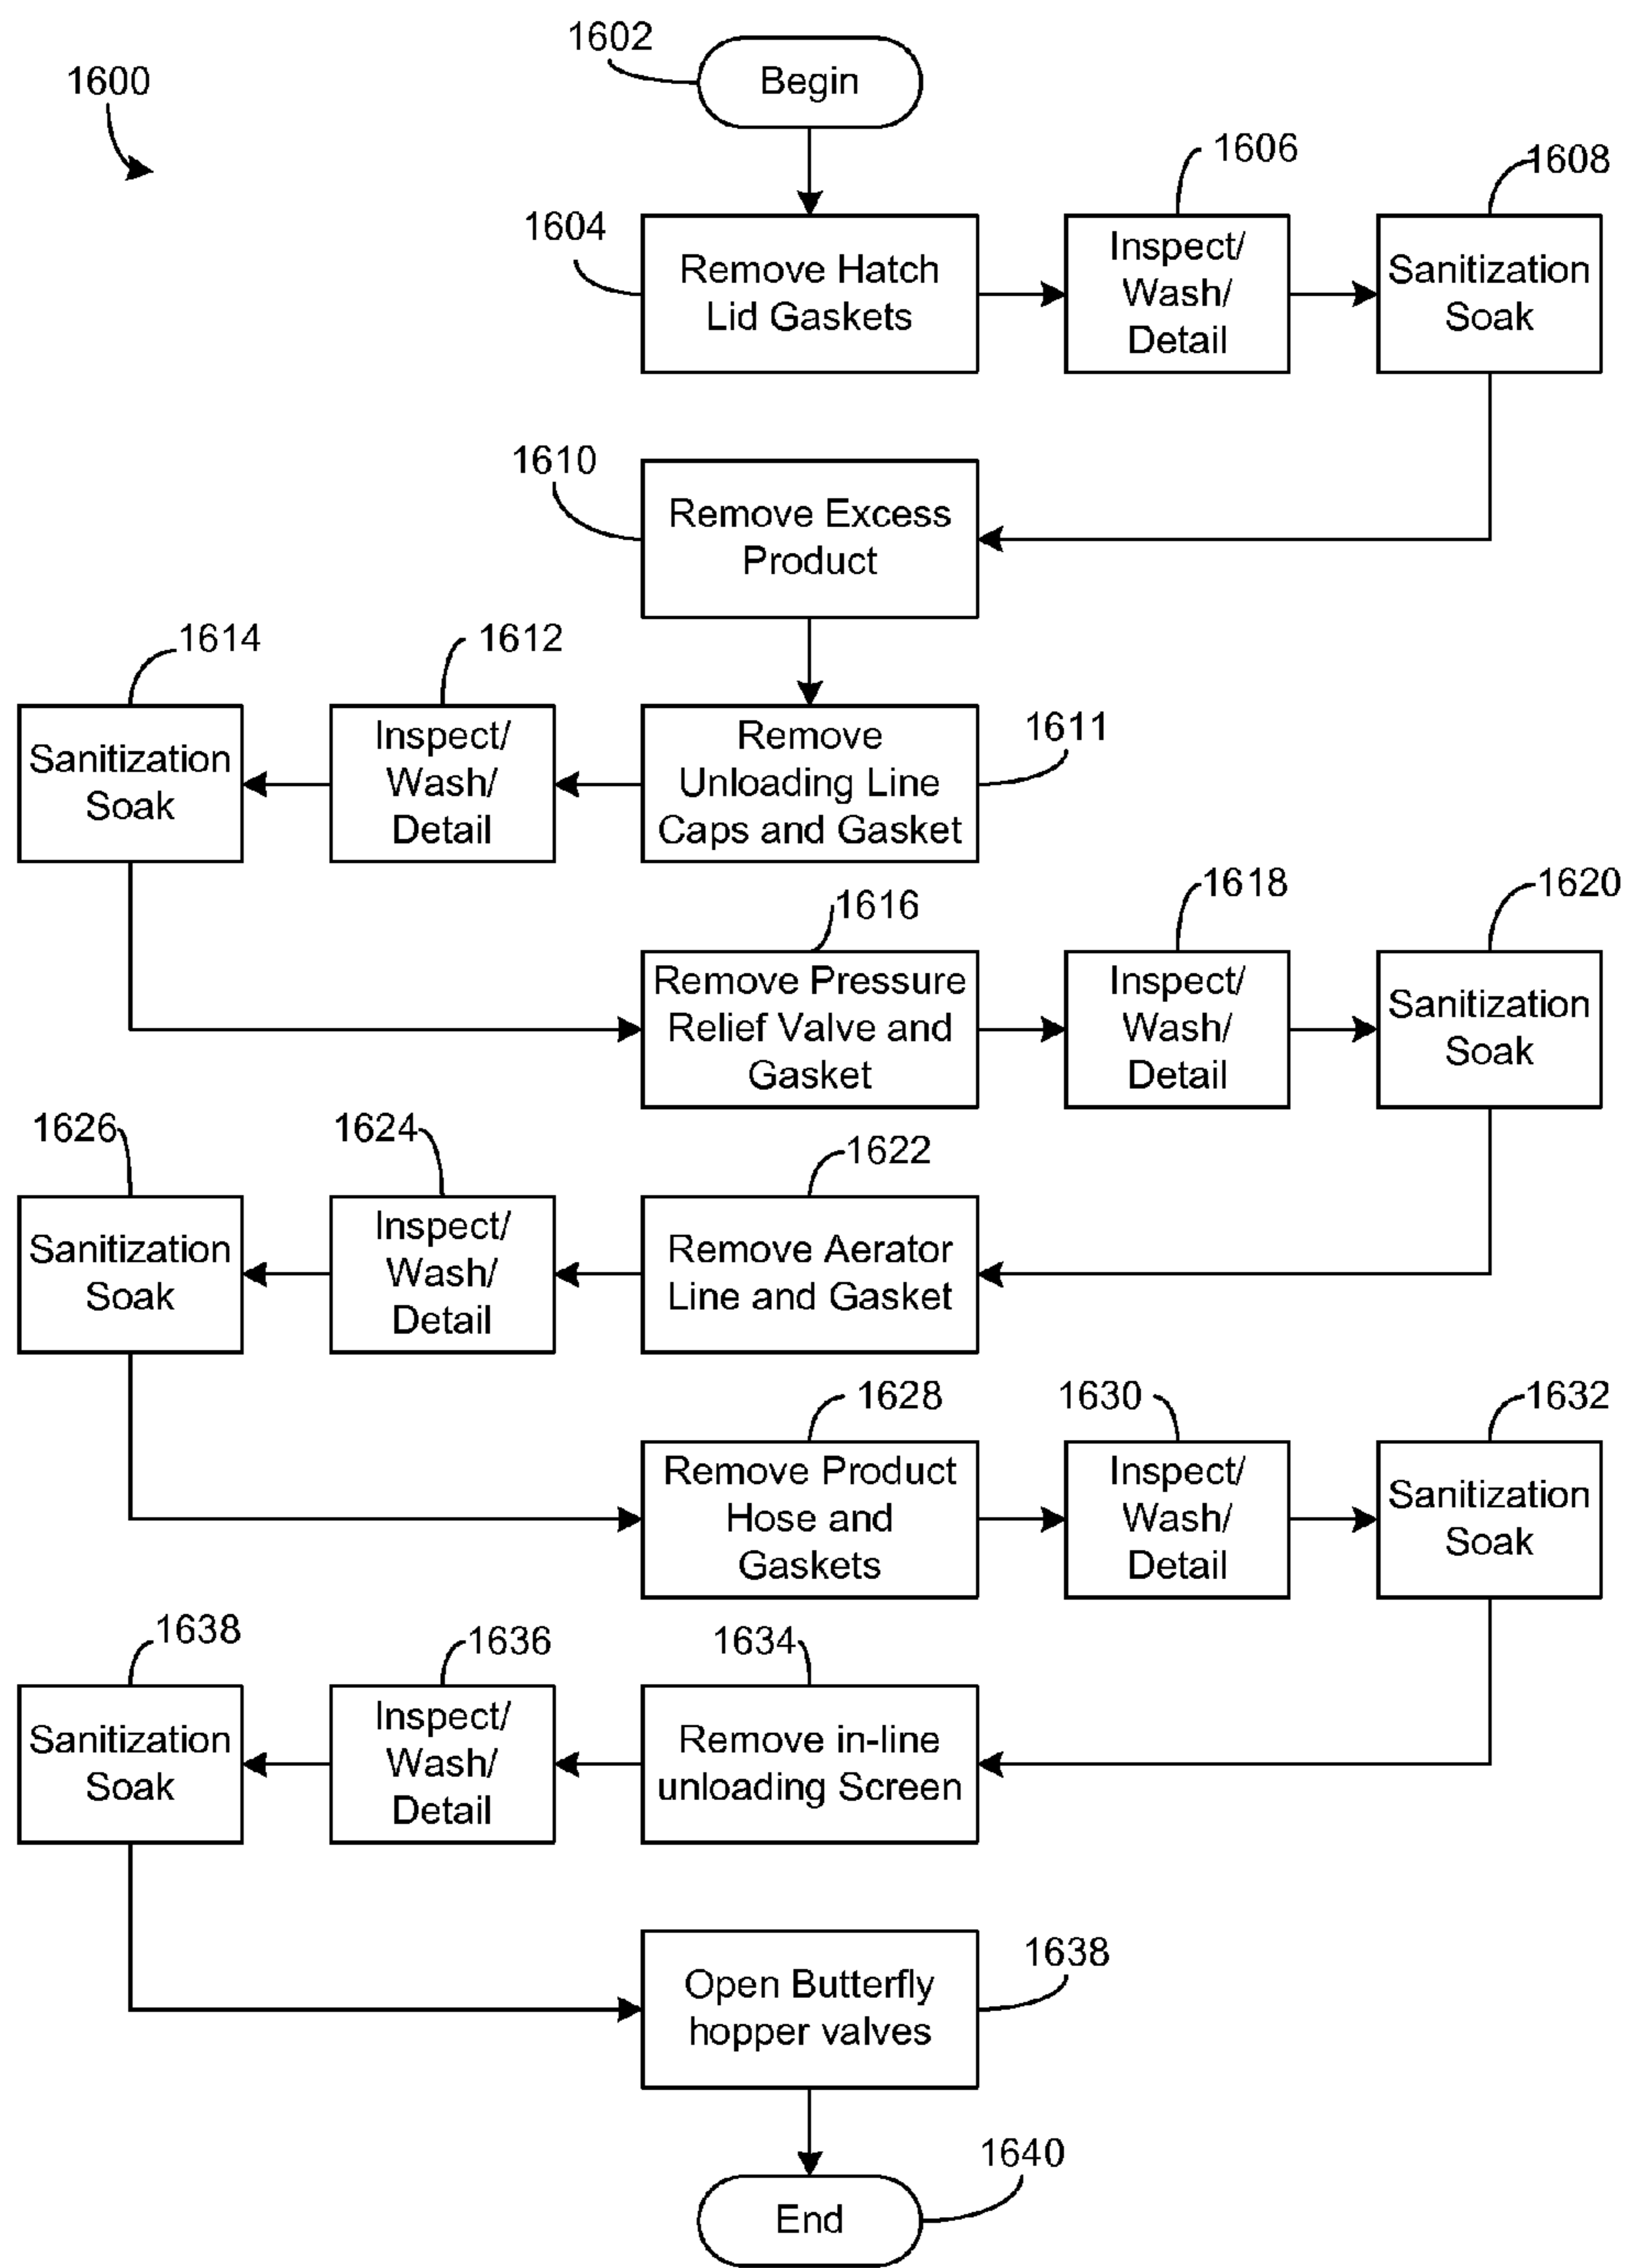 1602
Begin
1600
1606
1608
1604
Remove Hatch
Lid Gaskets
Inspect/
Wash/
Detail
Sanitization
Soak
1610
Remove Excess
Product
1614
1612
1611
Sanitization
Soak
Inspect/
Wash/
Detail
Remove
Unloading Line
Caps and Gasket
1616
1618
1620
Remove Pressure
Relief Valve and
Gasket
Inspect/
Wash/
Detail
Sanitization
Soak
1626
1624
1622
Sanitization
Soak
Inspect/
Wash/
Detail
Remove Aerator
Line and Gasket
1628
1630
1632
Remove Product
Hose and
Gaskets
Inspect/
Wash/
Detail
Sanitization
Soak
1638
1636
1634
Sanitization
Soak
Inspect/
Wash/
Detail
Remove in-line
unloading Screen
1638
Open Butterfly
hopper valves
1640
End